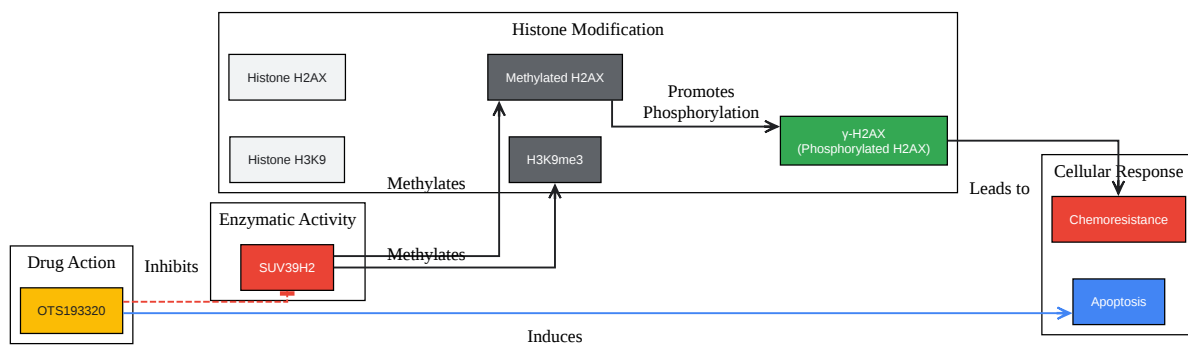 Histone Modification
Histone H2AX
Methylated H2AX
Promotes
Phosphorylation
γ-H2AX
(Phosphorylated H2AX)
Histone H3K9
H3K9me3
Methylates
Leads to
Cellular Response
Chemoresistance
Enzymatic Activity
SUV39H2
Methylates
Drug Action
Inhibits
OTS193320
Apoptosis
Induces